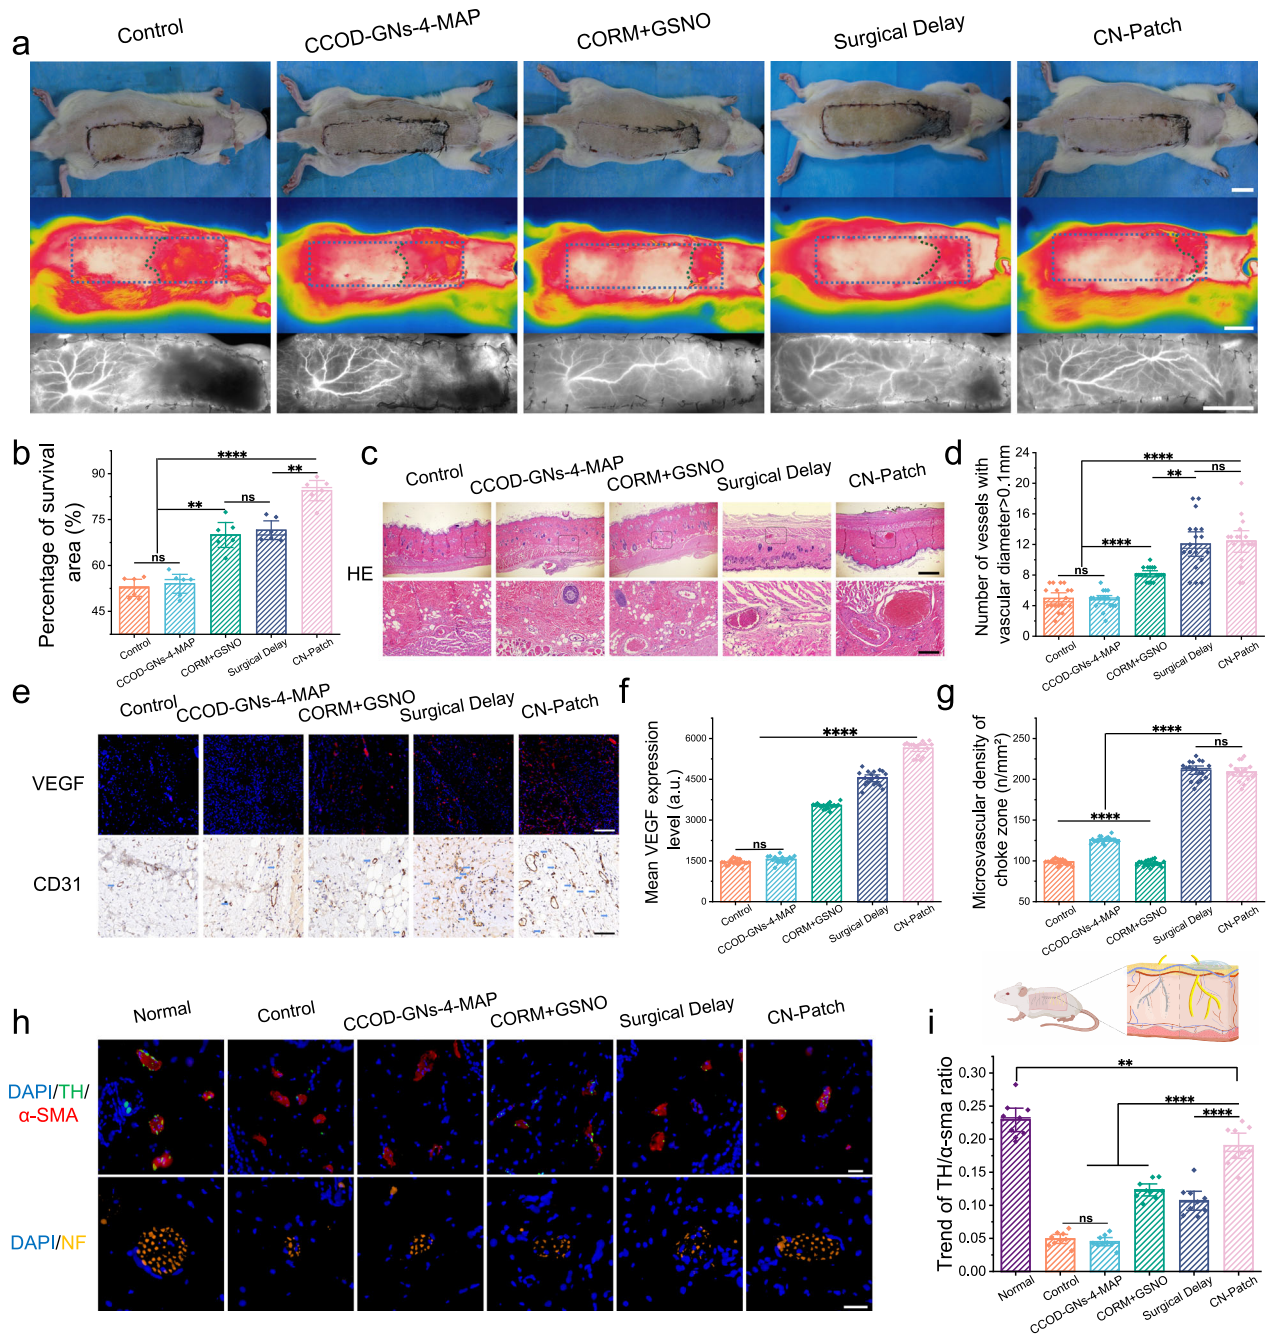 a
Control
CCOD-GNs-4-MAP
CORM+GSNO
Surgical Delay
CN-Patch
b
Percentage of survival
area (%)
90
75
60
45
****
**
**
ns
ns
Control
CCOD-GNs-4-MAP
CORM+GSNO
Surgical Delay
CN-Patch
c
Control
CCOD-GNs-4-MAP
CORM+GSNO
Surgical Delay
CN-Patch
HE
d
Number of vessels with
vascular diameter>0.1mm
24
20
16
12
8
4
0
****
ns
**
****
ns
Control
CCOD-GNs-4-MAP
CORM+GSNO
Surgical Delay
CN-Patch
e
Control
CCOD-GNs-4-MAP
CORM+GSNO
Surgical Delay
CN-Patch
VEGF
CD31
f
Mean VEGF expression
level (a.u.)
6000
4500
3000
1500
0
****
ns
Control
CCOD-GNs-4-MAP
CORM+GSNO
Surgical Delay
CN-Patch
g
Microsvascular density of
choke zone (n/mm²)
250
200
150
100
50
****
ns
****
Control
CCOD-GNs-4-MAP
CORM+GSNO
Surgical Delay
CN-Patch
h
Normal
Control
CCOD-GNs-4-MAP
CORM+GSNO
Surgical Delay
CN-Patch
DAPI/TH/
α-SMA
DAPI/NF
i
Trend of TH/α-sma ratio
0.30
0.25
0.20
0.15
0.10
0.05
0.00
**
****
****
ns
Normal
Control
CCOD-GNs-4-MAP
CORM+GSNO
Surgical Delay
CN-Patch